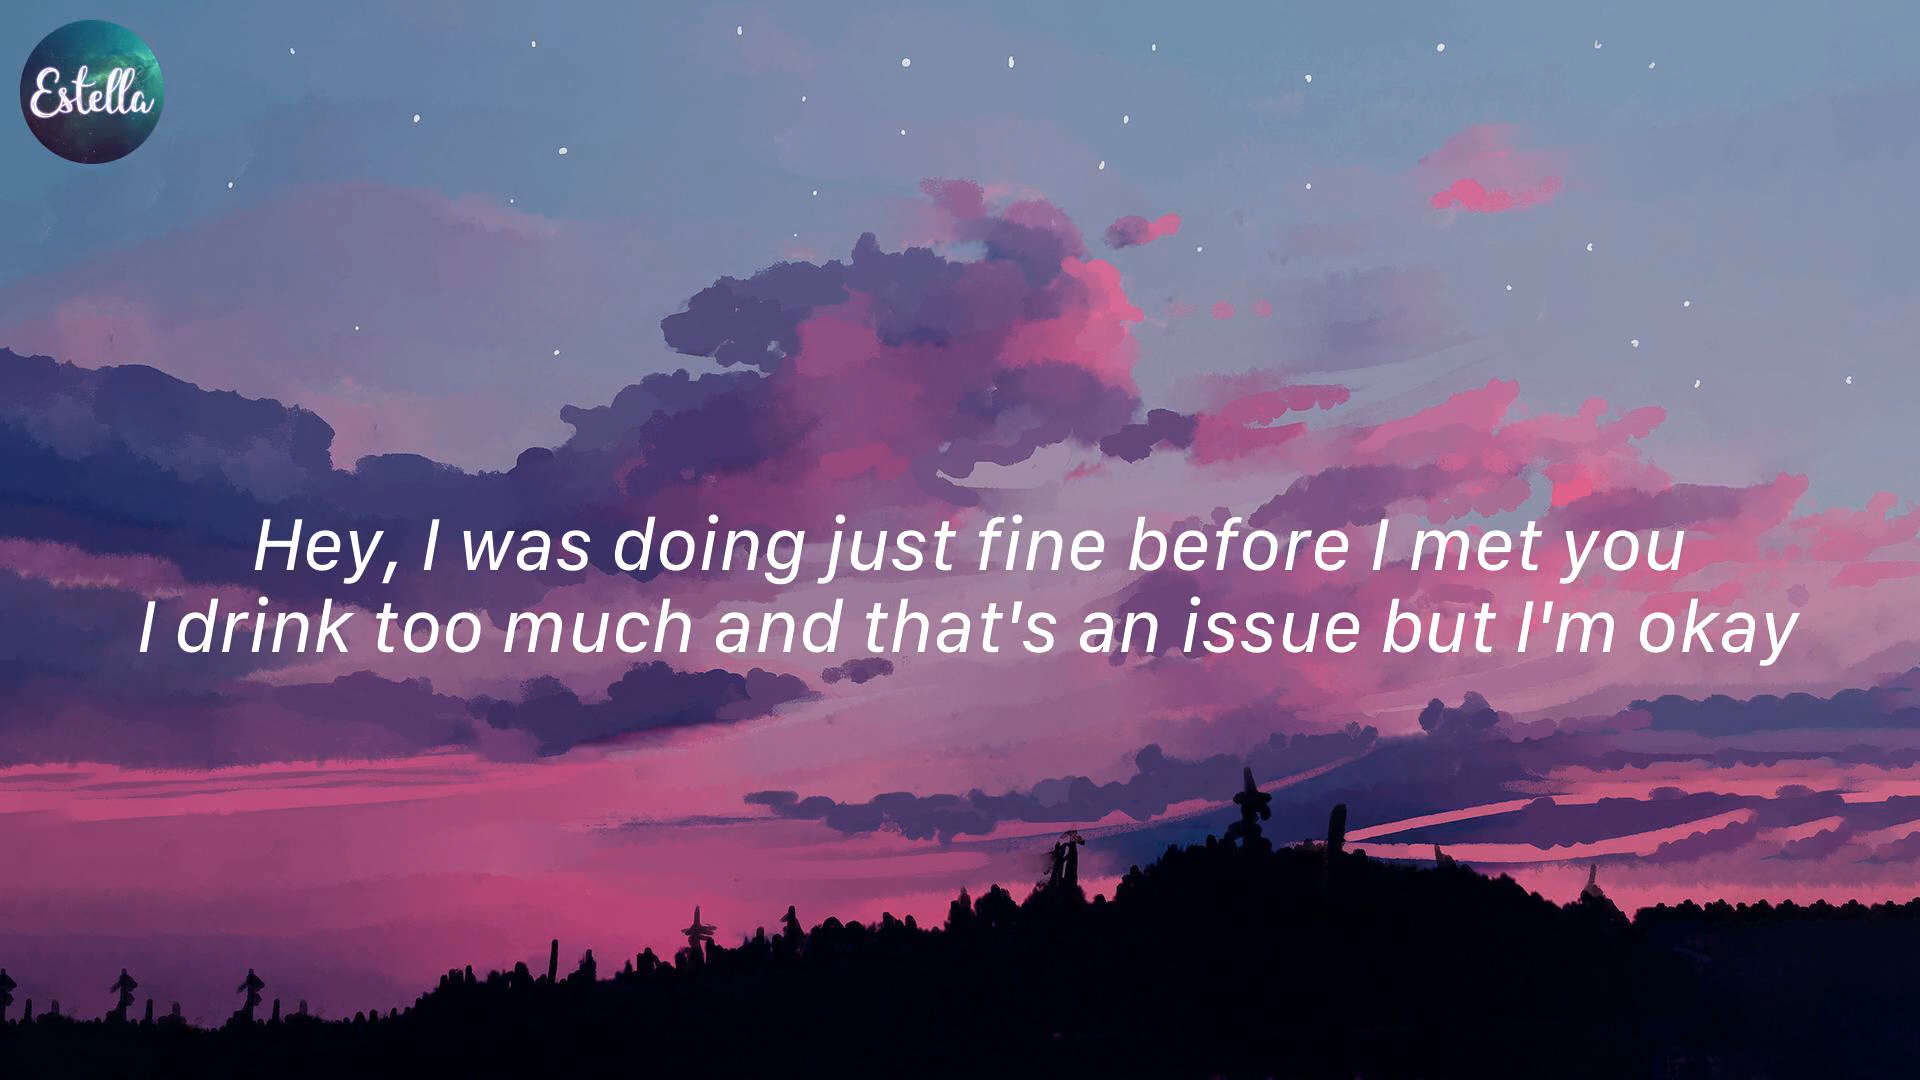 Estella
Hey, I was doing just fine before I met you
I drink too much and that's an issue but I'm okay